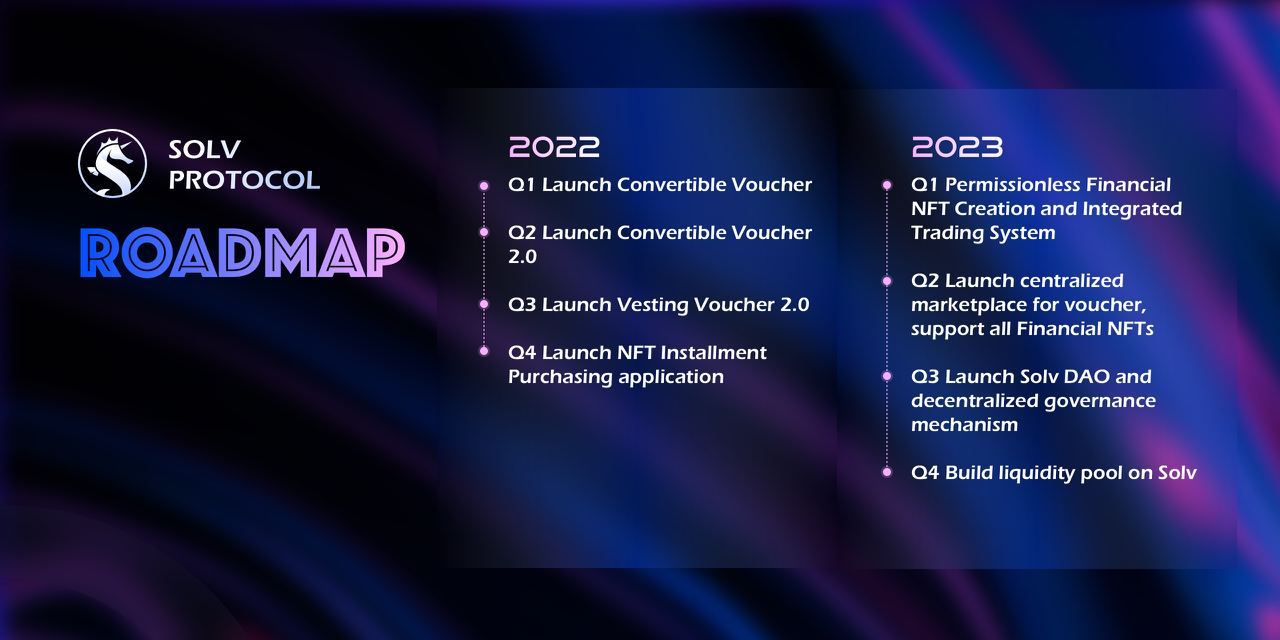 SOLV
PROTOCOL
ROADMAP
2022
Q1 Launch Convertible Voucher
Q2 Launch Convertible Voucher
2.0
Q3 Launch Vesting Voucher 2.0
Q4 Launch NFT Installment
Purchasing application
2023
Q1 Permissionless Financial
NFT Creation and Integrated
Trading System
Q2 Launch centralized
marketplace for voucher,
support all Financial NFTs
Q3 Launch Solv DAO and
decentralized governance
mechanism
Q4 Build liquidity pool on Solv